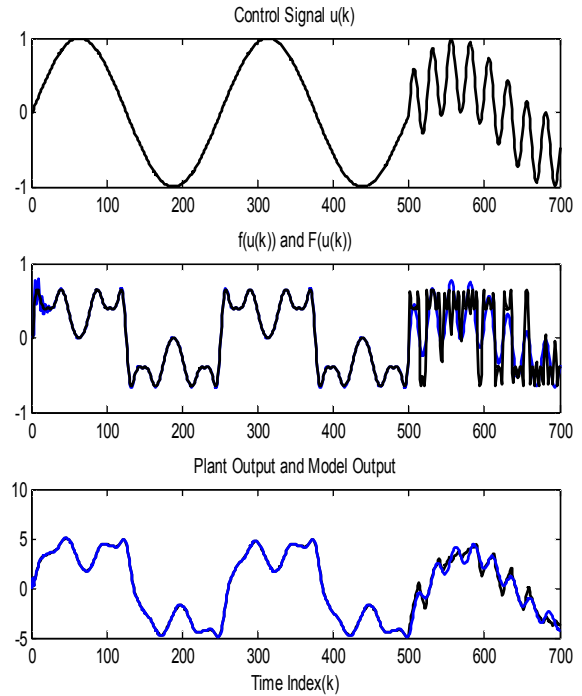 Control Signal u(k)
1
0
-1
0 100 200 300 400 500 600 700
f(u(k)) and F(u(k))
1
0
-1
0 100 200 300 400 500 600 700
Plant Output and Model Output
10
5
0
-5
0 100 200 300 400 500 600 700
Time Index(k)